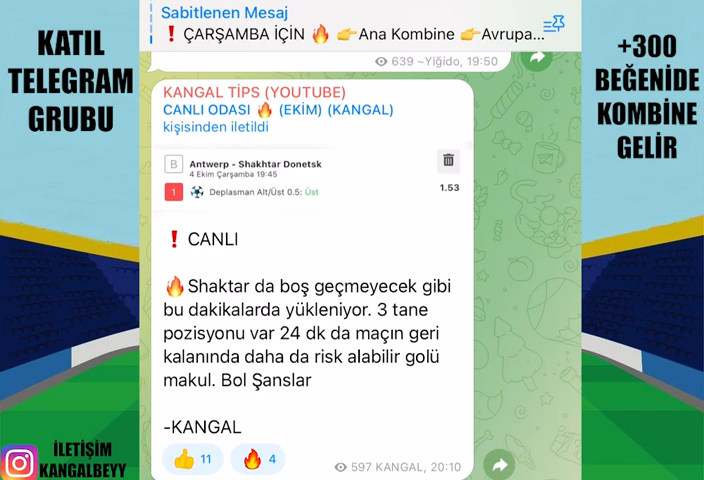 KATIL
TELEGRAM
GRUBU
Sabitlenen Mesaj
❗ ÇARŞAMBA İÇİN 🔥 👉Ana Kombine 👉Avrupa...
639 ~Yiğido, 19:50
+300
BEĞENİDE
KOMBİNE
GELİR
KANGAL TİPS (YOUTUBE)
CANLI ODASI 🔥 (EKİM) (KANGAL)
kişisinden iletildi
B Antwerp - Shakhtar Donetsk
4 Ekim Çarşamba 19:45
1 ⚽ Deplasman Alt/Üst 0.5: Üst 1.53
❗ CANLI
🔥Shaktar da boş geçmeyecek gibi
bu dakikalarda yükleniyor. 3 tane
pozisyonu var 24 dk da maçın geri
kalanında daha da risk alabilir golü
makul. Bol Şanslar
-KANGAL
👍 11 🔥 4
597 KANGAL, 20:10
İLETİŞİM
KANGALBEYY